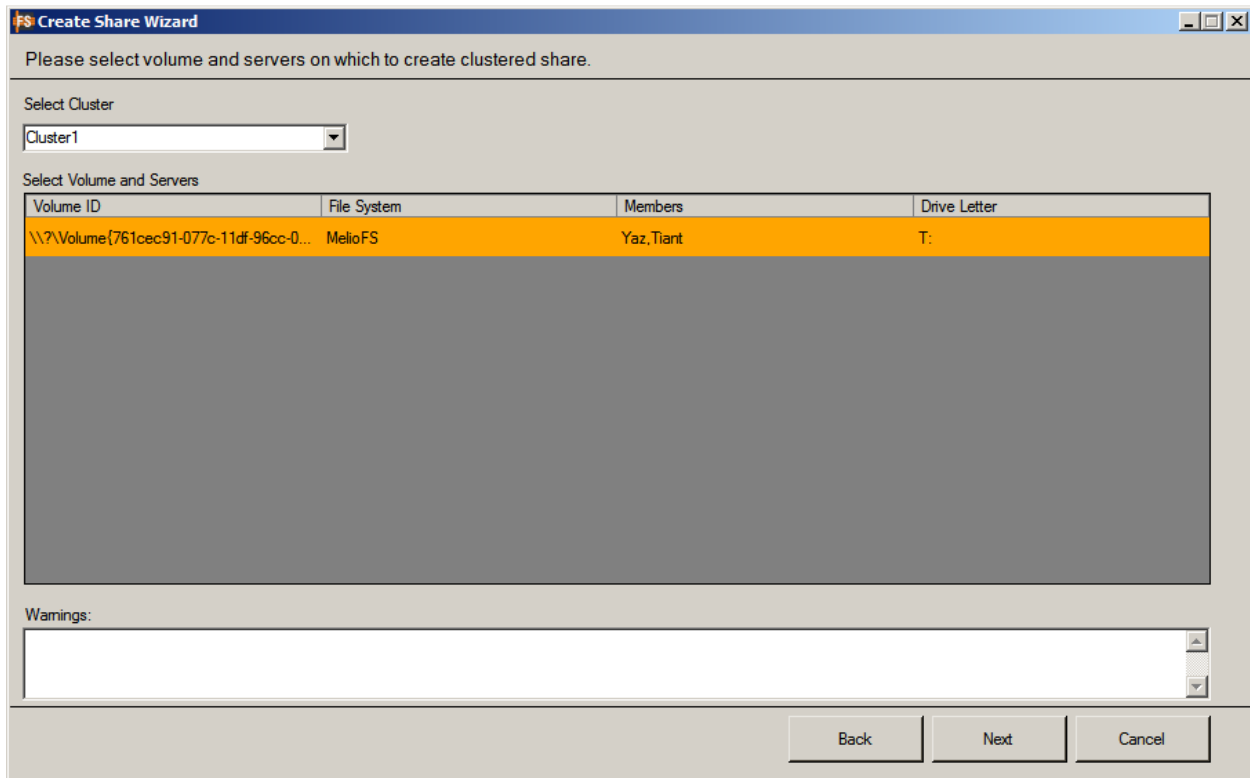 FS Create Share Wizard
Please select volume and servers on which to create clustered share.
Select Cluster
Cluster1
Select Volume and Servers
Volume ID File System Members Drive Letter
\\?\Volume{761cec91-077c-11df-96cc-0... MelioFS Yaz,Tiant T:
Warnings:
Back Next Cancel